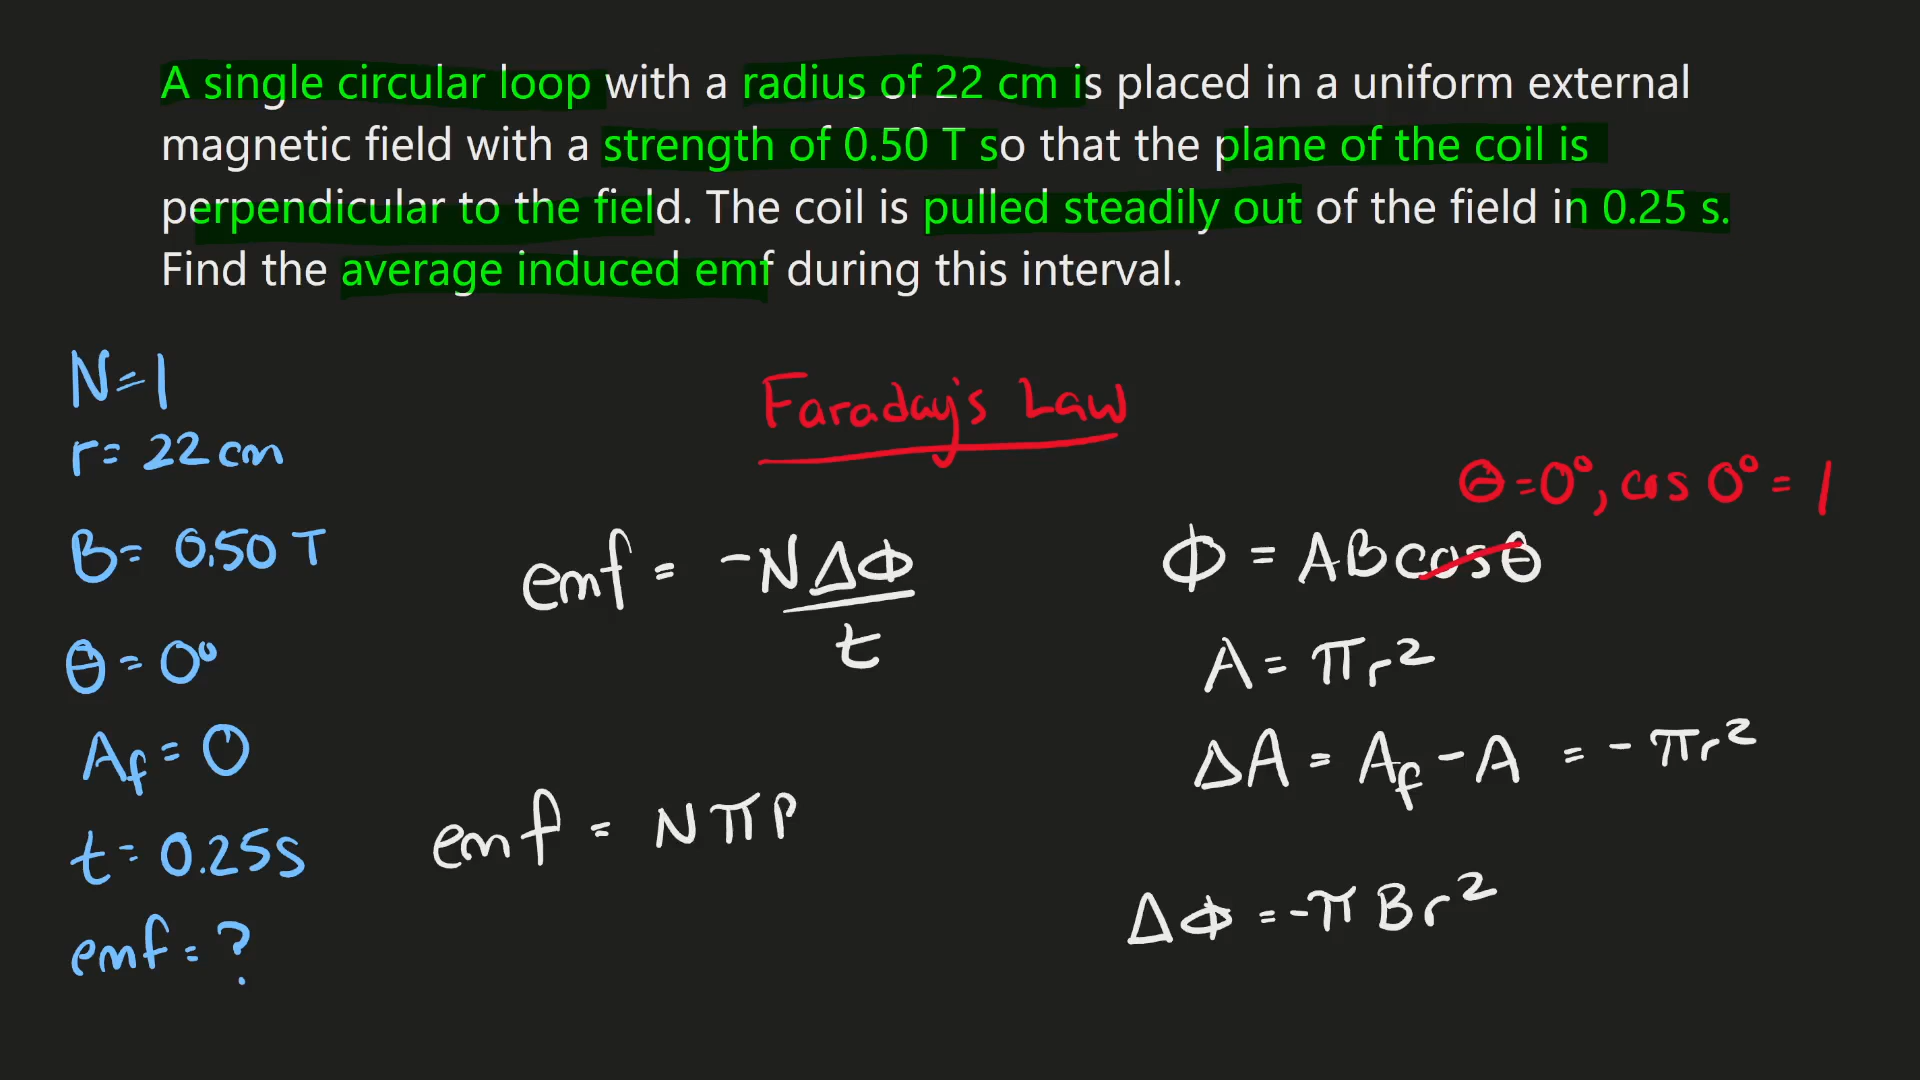 A single circular loop with a radius of 22 cm is placed in a uniform external
magnetic field with a strength of 0.50 T so that the plane of the coil is
perpendicular to the field. The coil is pulled steadily out of the field in 0.25 s.
Find the average induced emf during this interval.
N=1
r= 22 cm
B= 0.50 T
θ = 0°
A_f = 0
t = 0.25s
emf = ?
Faraday's Law
emf = -NΔΦ/t
emf = NπB
θ=0°, cos 0° = 1
Φ = ABcosθ
A = πr²
ΔA = A_f - A = -πr²
ΔΦ = -πBr²